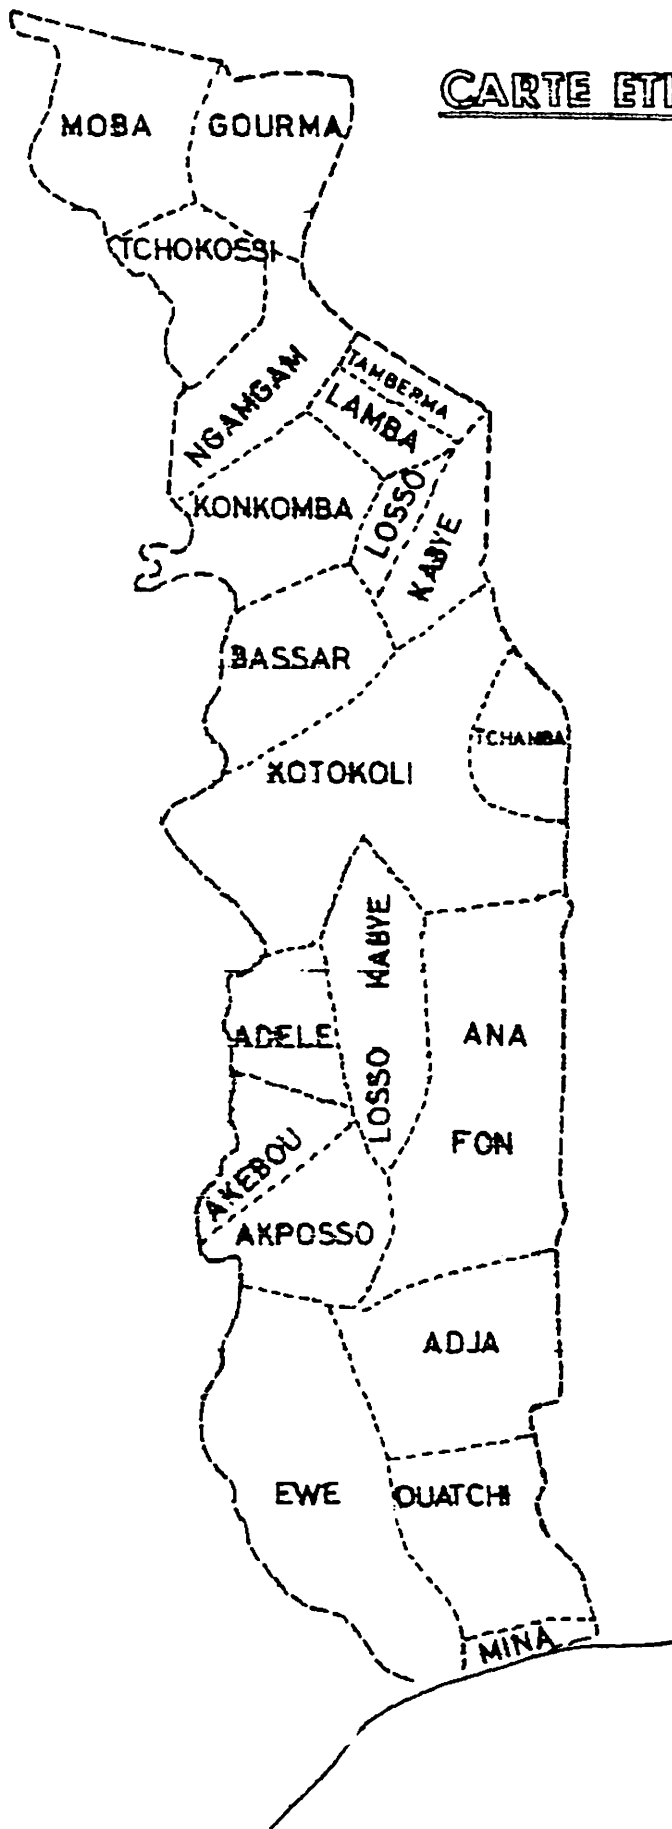 CARTE ET
MOBA
GOURMA
TCHOKOSSI
NGAMGAM
TAMBERMA
LAMBA
KONKOMBA
LOSSO
KABYE
BASSAR
TCHAMBA
KOTOKOLI
KABYE
LOSSO
ADELE
ANA
FON
AKEBOU
AKPOSSO
ADJA
EWE
OUATCHI
MINA